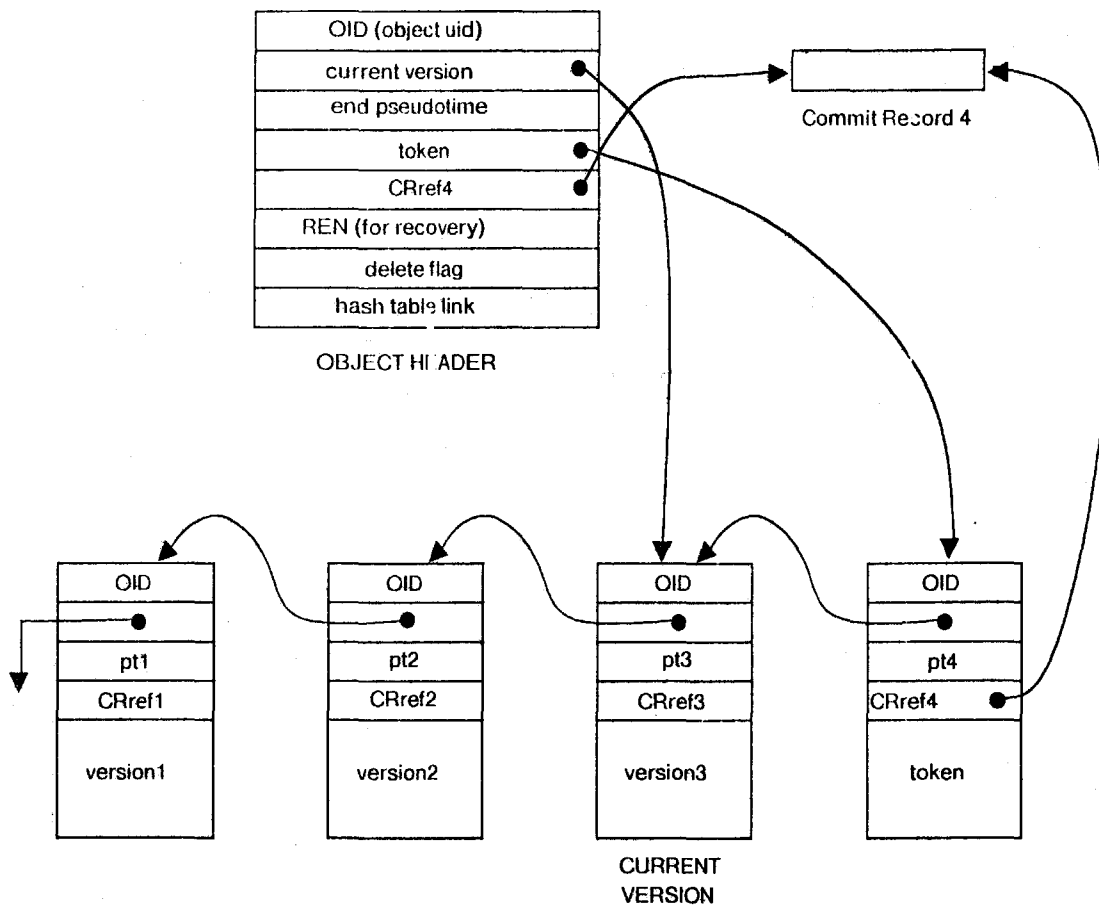 OID (object uid)
current version
end pseudotime
token
CRref4
REN (for recovery)
delete flag
hash table link
OBJECT HEADER
Commit Record 4
OID
pt1
CRref1
version1
OID
pt2
CRref2
version2
OID
pt3
CRref3
version3
CURRENT
VERSION
OID
pt4
CRref4
token